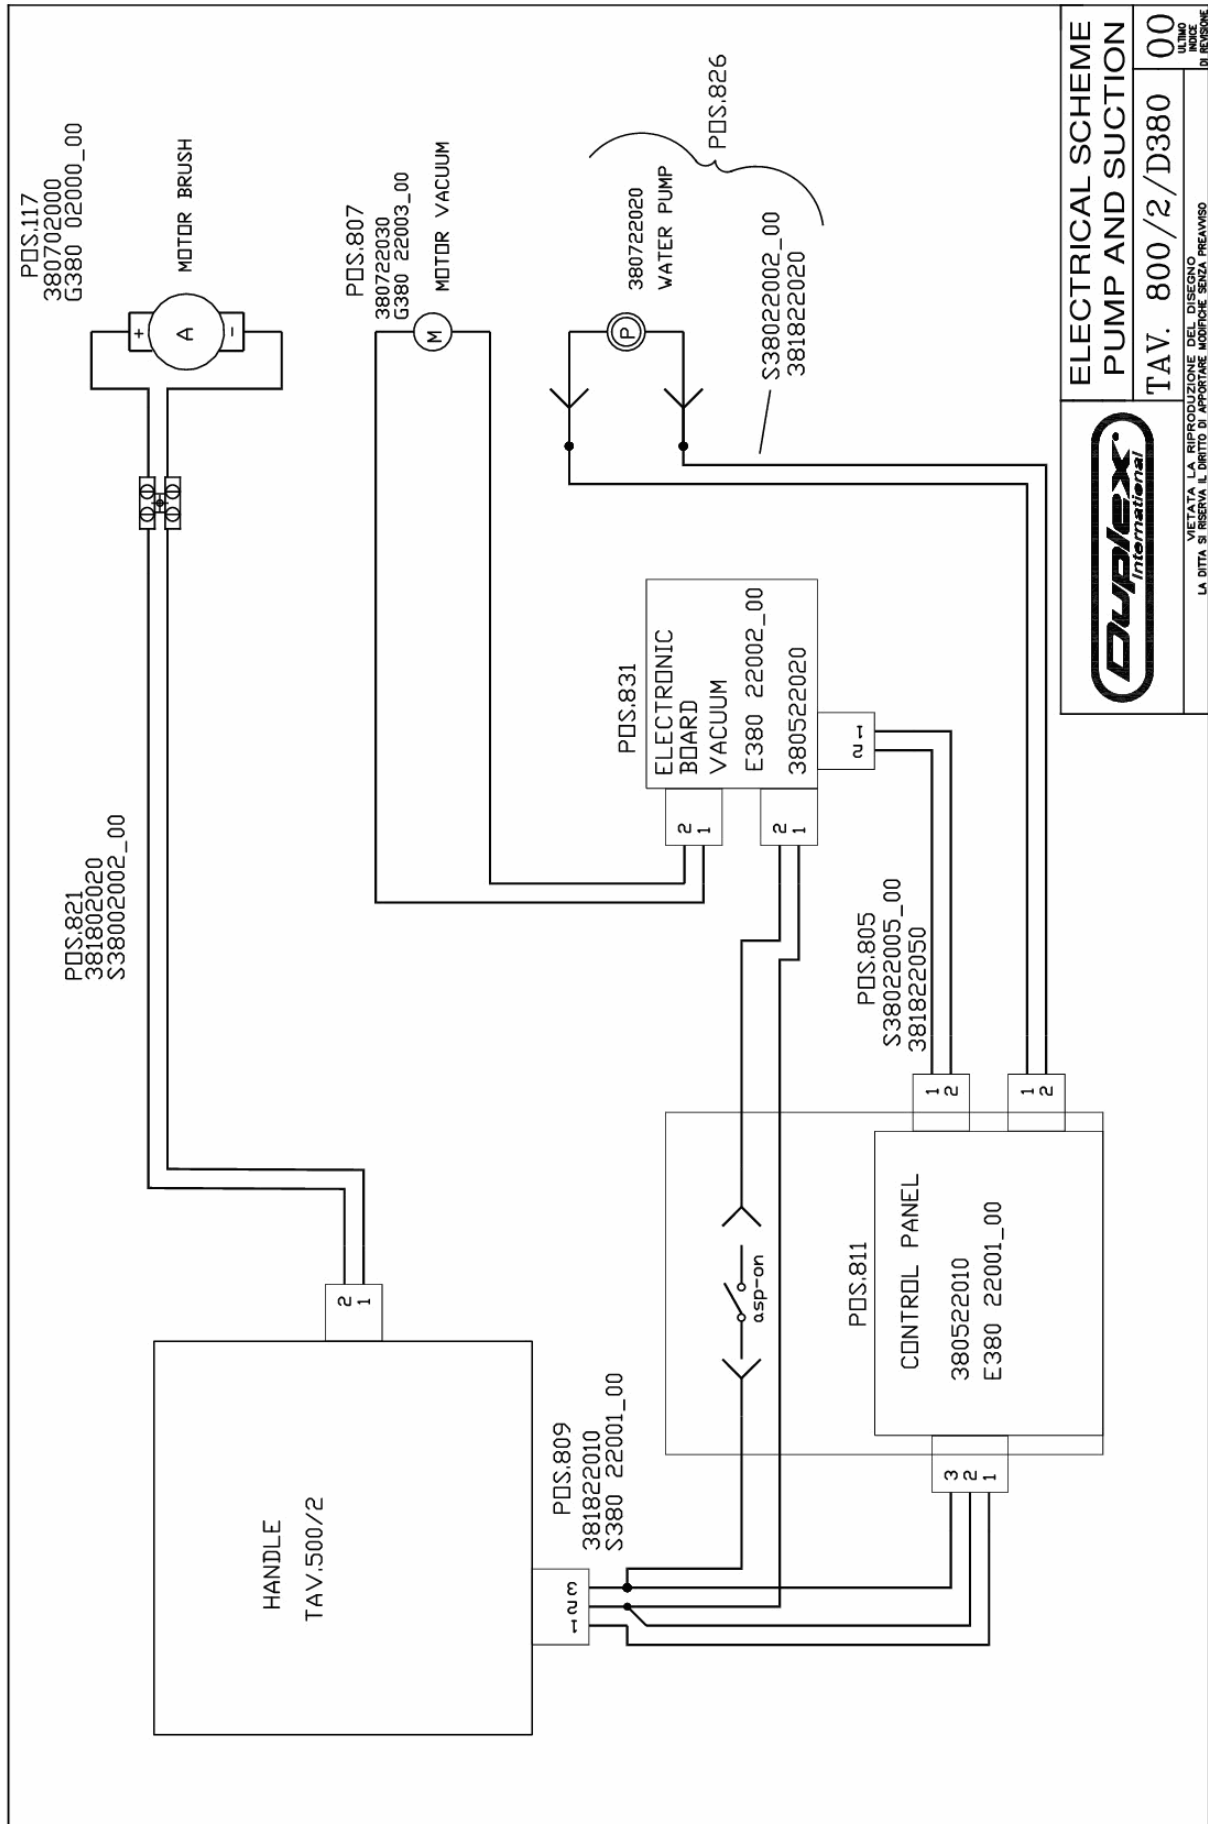 POS.117
380702000
G380 02000_00
+
A
-
MOTOR BRUSH
POS.821
381802020
S38002002_00
POS.807
380722030
G380 22003_00
M
MOTOR VACUUM
380722020
WATER PUMP
P
POS.826
S38022002_00
381822020
HANDLE
TAV.500/2
2
1
1
2
3
POS.809
381822010
S380 22001_00
asp-on
POS.831
ELECTRONIC
BOARD
VACUUM
E380 22002_00
380522020
2
1
2
1
2 1
POS.805
S38022005_00
381822050
POS.811
CONTROL PANEL
380522010
E380 22001_00
3
2
1
1
2
1
2
Duplex
International
ELECTRICAL SCHEME
PUMP AND SUCTION
TAV. 800/2/D380
00
ULTIMO
INDICE
DI REVISIONE
VIETATA LA RIPRODUZIONE DEL DISEGNO
LA DITTA SI RISERVA IL DIRITTO DI APPORTARE MODIFICHE SENZA PREAVVISO